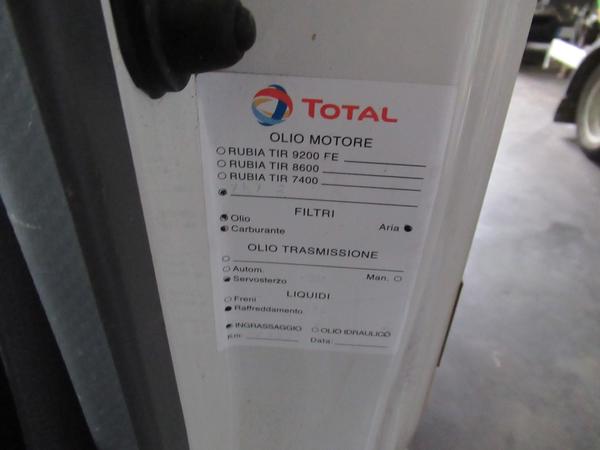 TOTAL
OLIO MOTORE
RUBIA TIR 9200 FE
RUBIA TIR 8600
RUBIA TIR 7400
FILTRI
Olio Aria
Carburante
OLIO TRASMISSIONE
Autom. Man.
Servosterzo
LIQUIDI
Freni
Raffreddamento
INGRASSAGGIO OLIO IDRAULICO
Km: Data: